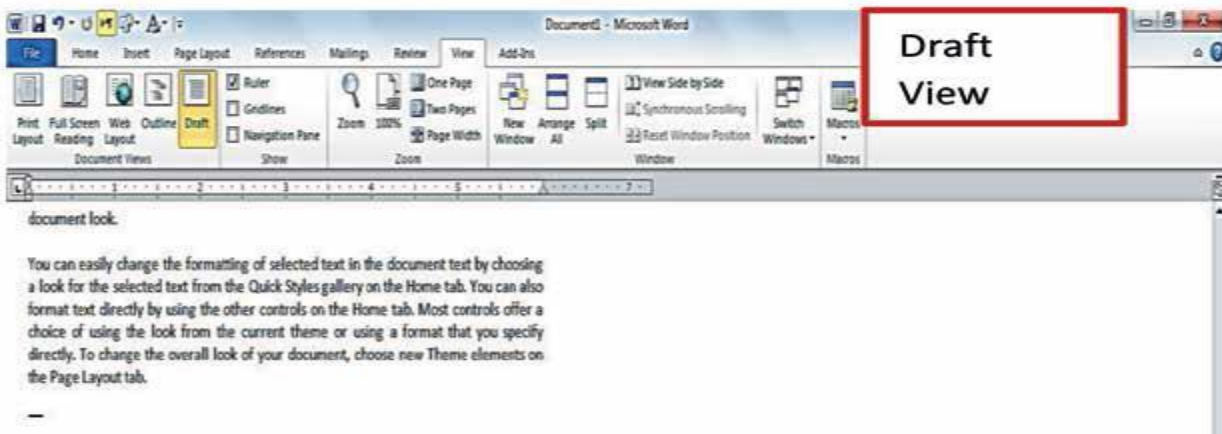 Document1 - Microsoft Word
File Home Insert Page Layout References Mailings Review View Add-Ins
Draft
View
Print Layout
Full Screen Reading
Web Layout
Outline
Draft
Document Views
Ruler
Gridlines
Navigation Pane
Show
Zoom
100%
One Page
Two Pages
Page Width
Zoom
New Window
Arrange All
Split
View Side by Side
Synchronous Scrolling
Reset Window Position
Switch Windows
Window
Macros
Macros
1 2 3 4 5 7
document look.
You can easily change the formatting of selected text in the document text by choosing
a look for the selected text from the Quick Styles gallery on the Home tab. You can also
format text directly by using the other controls on the Home tab. Most controls offer a
choice of using the look from the current theme or using a format that you specify
directly. To change the overall look of your document, choose new Theme elements on
the Page Layout tab.